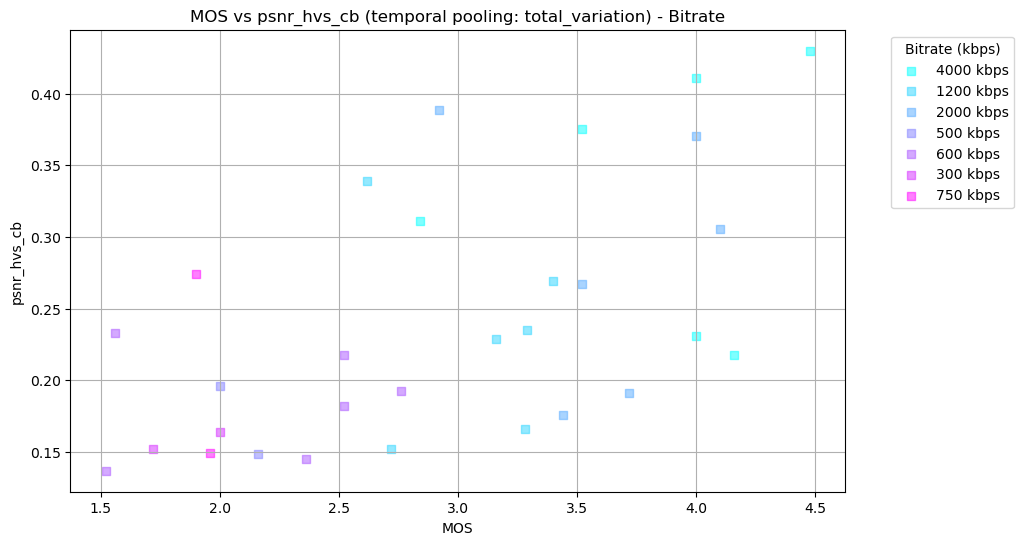 MOS vs psnr_hvs_cb (temporal pooling: total_variation) - Bitrate
psnr_hvs_cb
0.40
0.35
0.30
0.25
0.20
0.15
1.5
2.0
2.5
3.0
3.5
4.0
4.5
MOS
Bitrate (kbps)
4000 kbps
1200 kbps
2000 kbps
500 kbps
600 kbps
300 kbps
750 kbps